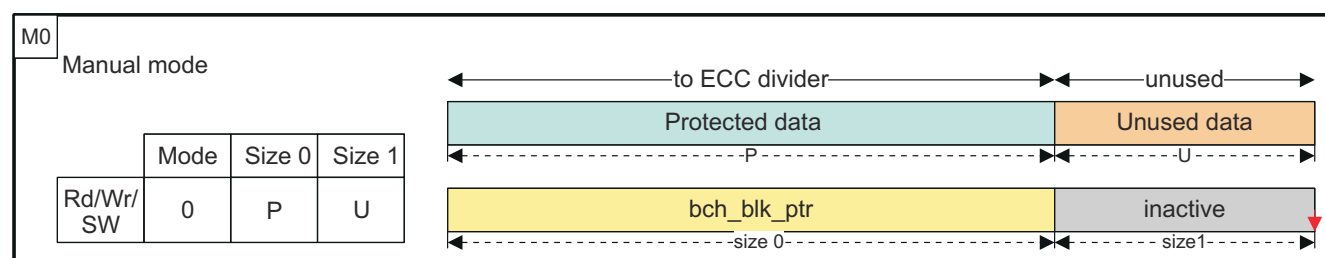 M0
Manual mode
to ECC divider
unused
Protected data
Unused data
P
U
Mode
Size 0
Size 1
Rd/Wr/
SW
0
P
U
bch_blk_ptr
inactive
size 0
size1